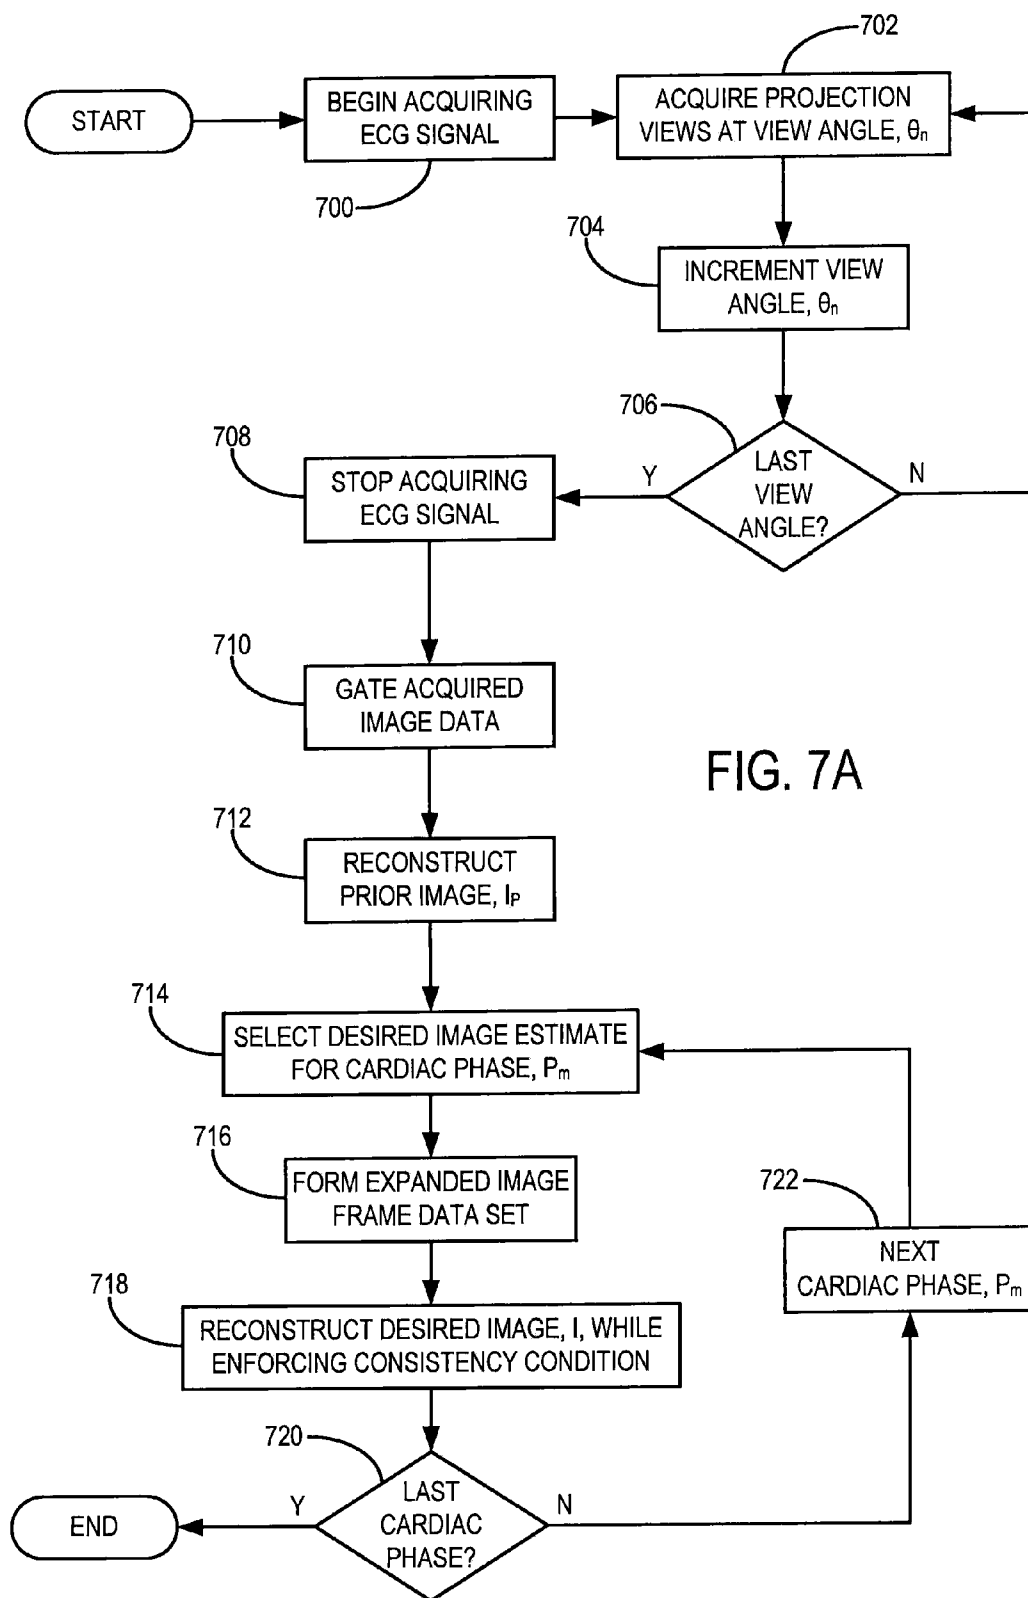 702
START
BEGIN ACQUIRING
ECG SIGNAL
ACQUIRE PROJECTION
VIEWS AT VIEW ANGLE, θn
700
704
INCREMENT VIEW
ANGLE, θn
706
708
LAST
VIEW
ANGLE?
Y
N
STOP ACQUIRING
ECG SIGNAL
710
GATE ACQUIRED
IMAGE DATA
FIG. 7A
712
RECONSTRUCT
PRIOR IMAGE, IP
714
SELECT DESIRED IMAGE ESTIMATE
FOR CARDIAC PHASE, Pm
716
FORM EXPANDED IMAGE
FRAME DATA SET
722
NEXT
CARDIAC PHASE, Pm
718
RECONSTRUCT DESIRED IMAGE, I, WHILE
ENFORCING CONSISTENCY CONDITION
720
LAST
CARDIAC
PHASE?
Y
N
END